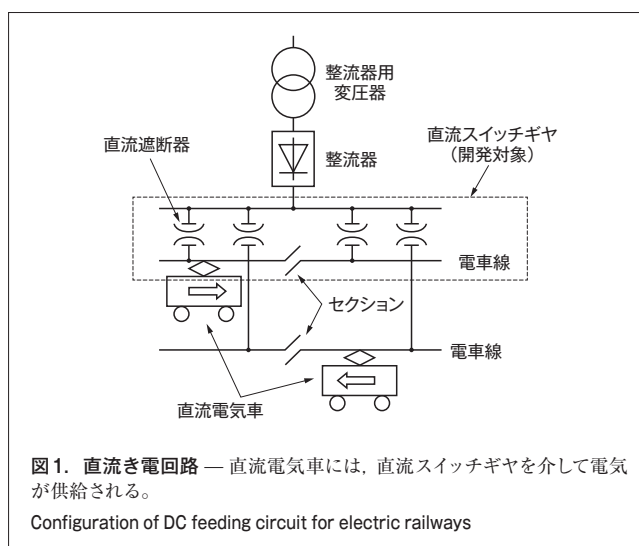 整流器用
変圧器
直流遮断器
整流器
直流スイッチギヤ
(開発対象)
電車線
セクション
電車線
直流電気車
図1. 直流き電回路 — 直流電気車には,直流スイッチギヤを介して電気
が供給される。
Configuration of DC feeding circuit for electric railways